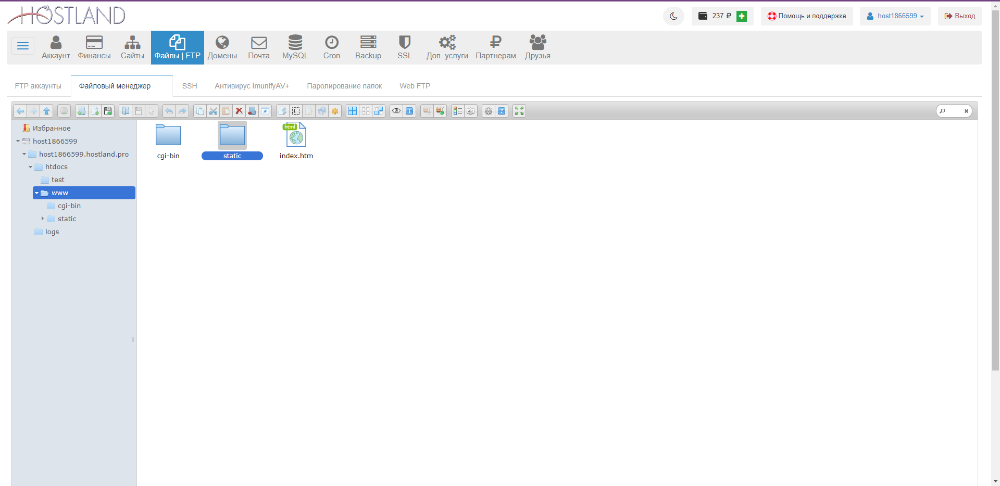 HOSTLAND
237 ₽
Помощь и поддержка
host1866599
Выход
Аккаунт
Финансы
Сайты
Файлы | FTP
Домены
Почта
MySQL
Cron
Backup
SSL
Доп. услуги
Партнерам
Друзья
FTP аккаунты
Файловый менеджер
SSH
Антивирус ImunifyAV+
Паролирование папок
Web FTP
Избранное
host1866599
host1866599.hostland.pro
htdocs
test
www
cgi-bin
static
logs
html
cgi-bin
static
index.htm